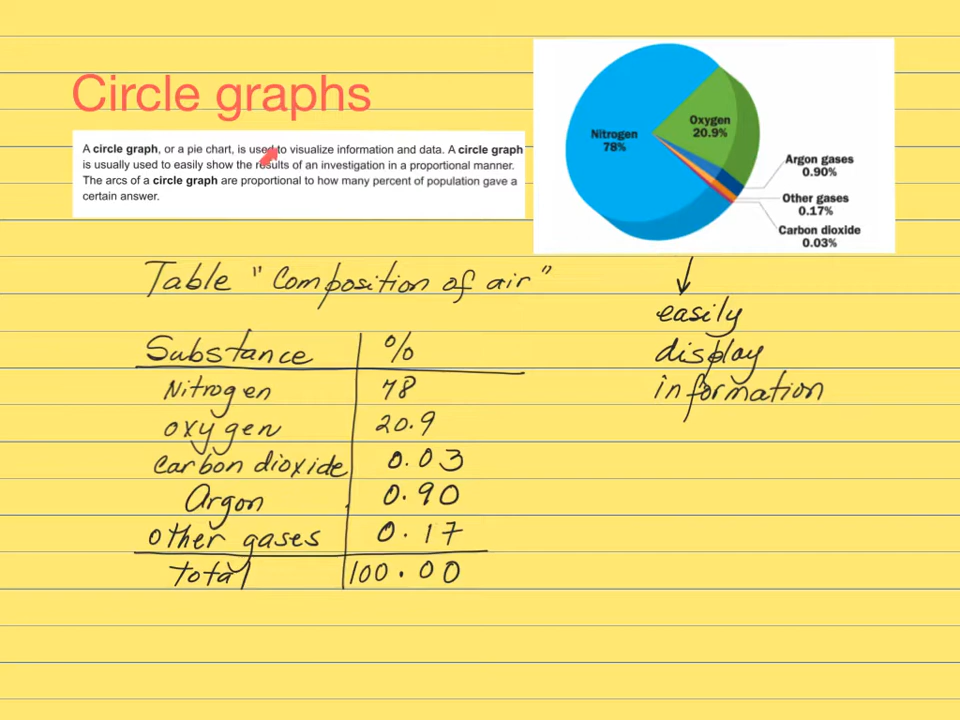 Circle graphs
A circle graph, or a pie chart, is used to visualize information and data. A circle graph
is usually used to easily show the results of an investigation in a proportional manner.
The arcs of a circle graph are proportional to how many percent of population gave a
certain answer.
Nitrogen
78%
Oxygen
20.9%
Argon gases
0.90%
Other gases
0.17%
Carbon dioxide
0.03%
easily
display
information
Table "Composition of air"
Substance %
Nitrogen 78
oxygen 20.9
Carbon dioxide 0.03
Argon 0.90
other gases 0.17
Total 100.00